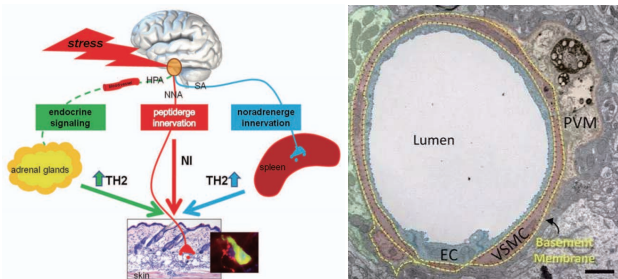 stress
HPA
SA
NNA
endocrine
signaling
peptiderge
innervation
noradrenerge
innervation
adrenal glands
TH2
NI
TH2
spleen
skin
Lumen
PVM
EC
VSMC
Basement
Membrane